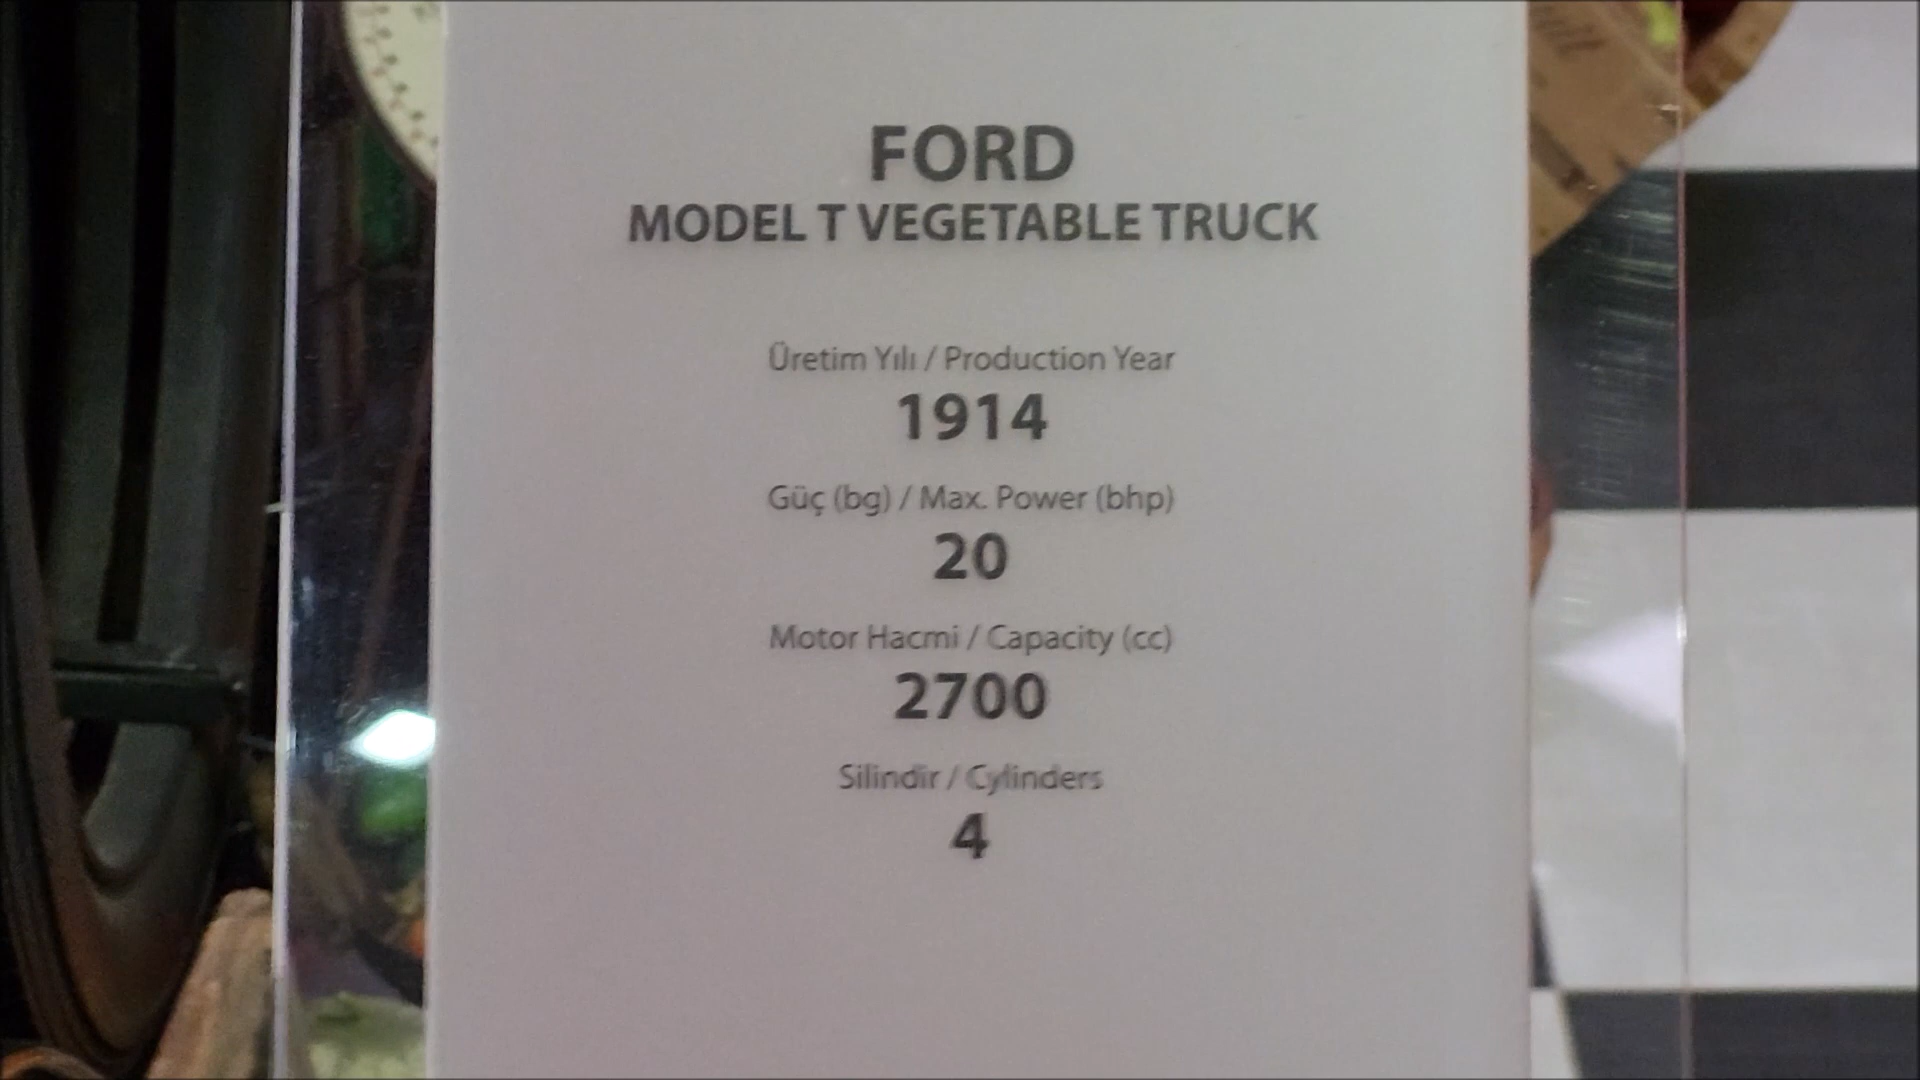 FORD
MODEL T VEGETABLE TRUCK
Üretim Yılı / Production Year
1914
Güç (bg) / Max. Power (bhp)
20
Motor Hacmi / Capacity (cc)
2700
Silindir / Cylinders
4